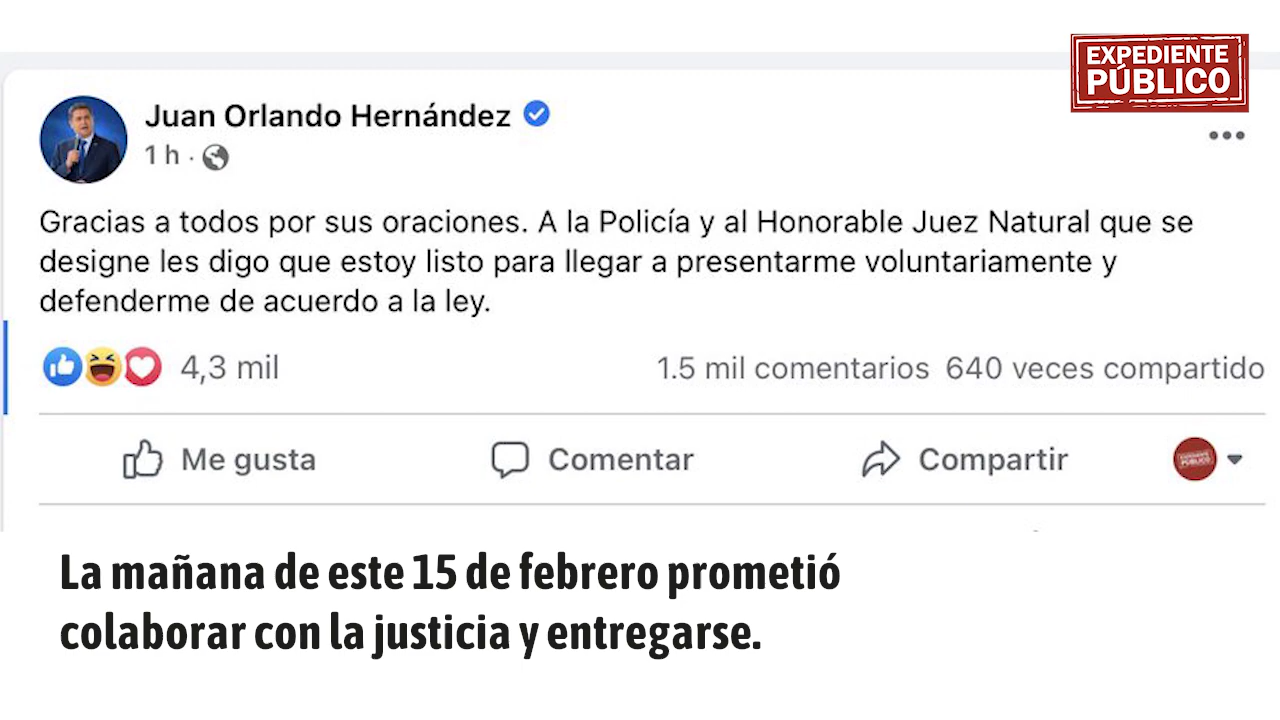 EXPEDIENTE
PÚBLICO
Juan Orlando Hernández
1 h ·
Gracias a todos por sus oraciones. A la Policía y al Honorable Juez Natural que se
designe les digo que estoy listo para llegar a presentarme voluntariamente y
defenderme de acuerdo a la ley.
4,3 mil
1.5 mil comentarios 640 veces compartido
Me gusta
Comentar
Compartir
EXPEDIENTE
PÚBLICO
La mañana de este 15 de febrero prometió
colaborar con la justicia y entregarse.